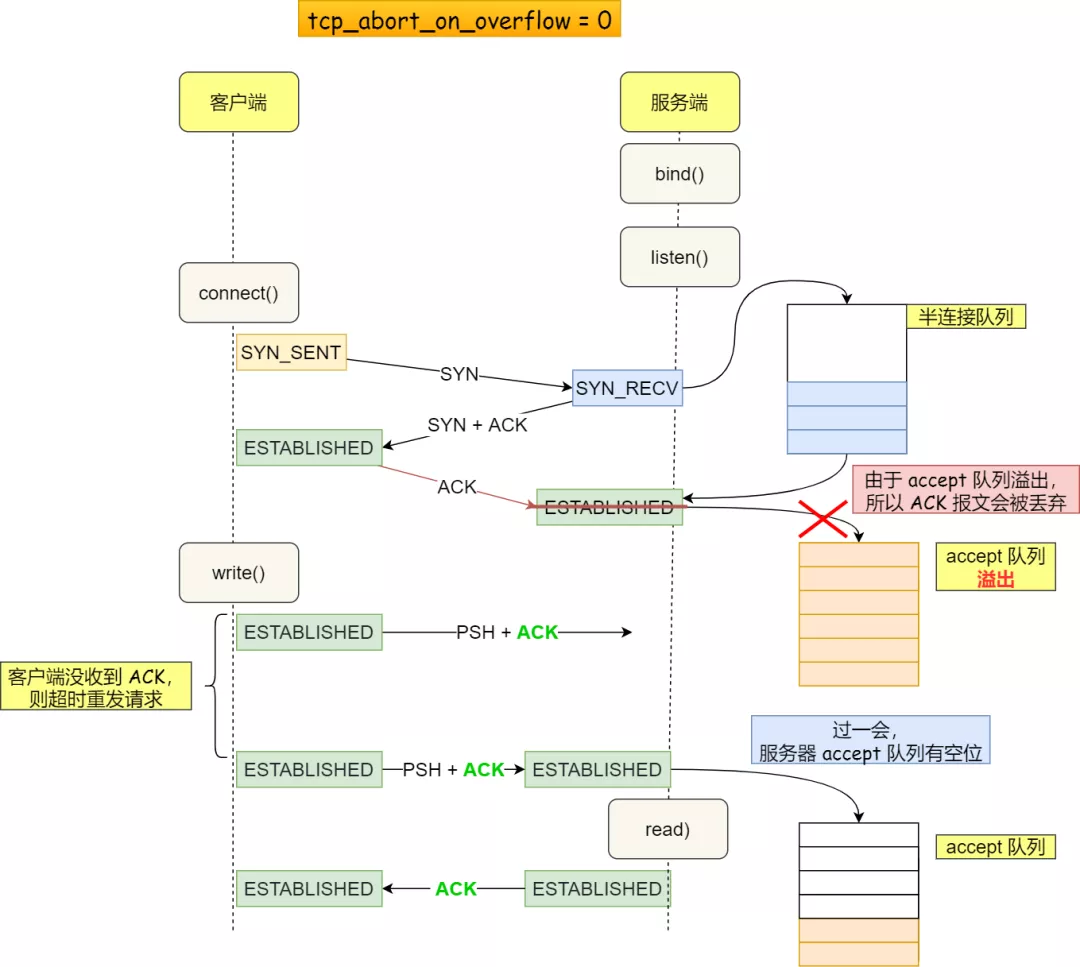 tcp_abort_on_overflow = 0
客户端
服务端
bind()
listen()
connect()
半连接队列
SYN_SENT
SYN
SYN_RECV
SYN + ACK
ESTABLISHED
由于 accept 队列溢出，
所以 ACK 报文会被丢弃
ACK
ESTABLISHED
accept 队列
溢出
write()
ESTABLISHED
PSH + ACK
客户端没收到 ACK，
则超时重发请求
过一会，
服务器 accept 队列有空位
ESTABLISHED
PSH + ACK
ESTABLISHED
read)
accept 队列
ESTABLISHED
ACK
ESTABLISHED